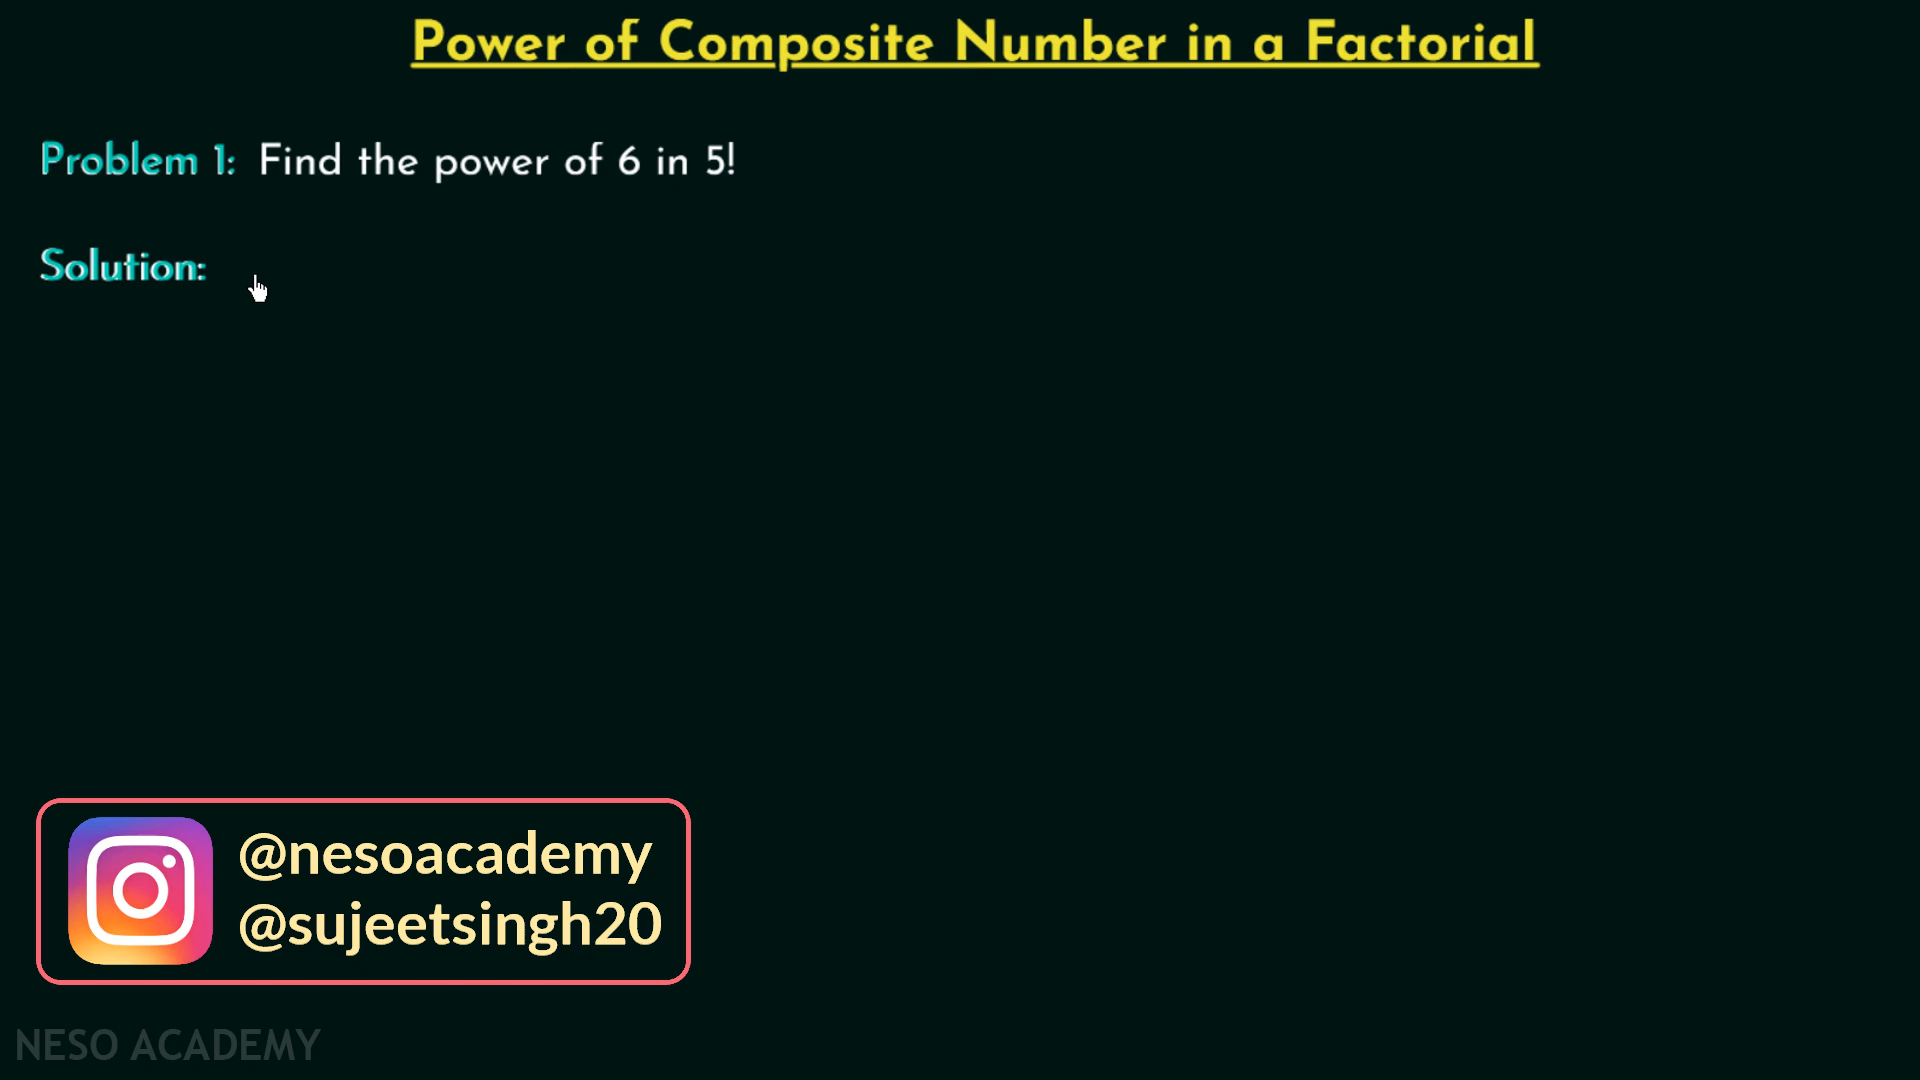 Power of Composite Number in a Factorial
Problem 1: Find the power of 6 in 5!
Solution:
@nesoacademy
@sujeetsingh20
NESO ACADEMY